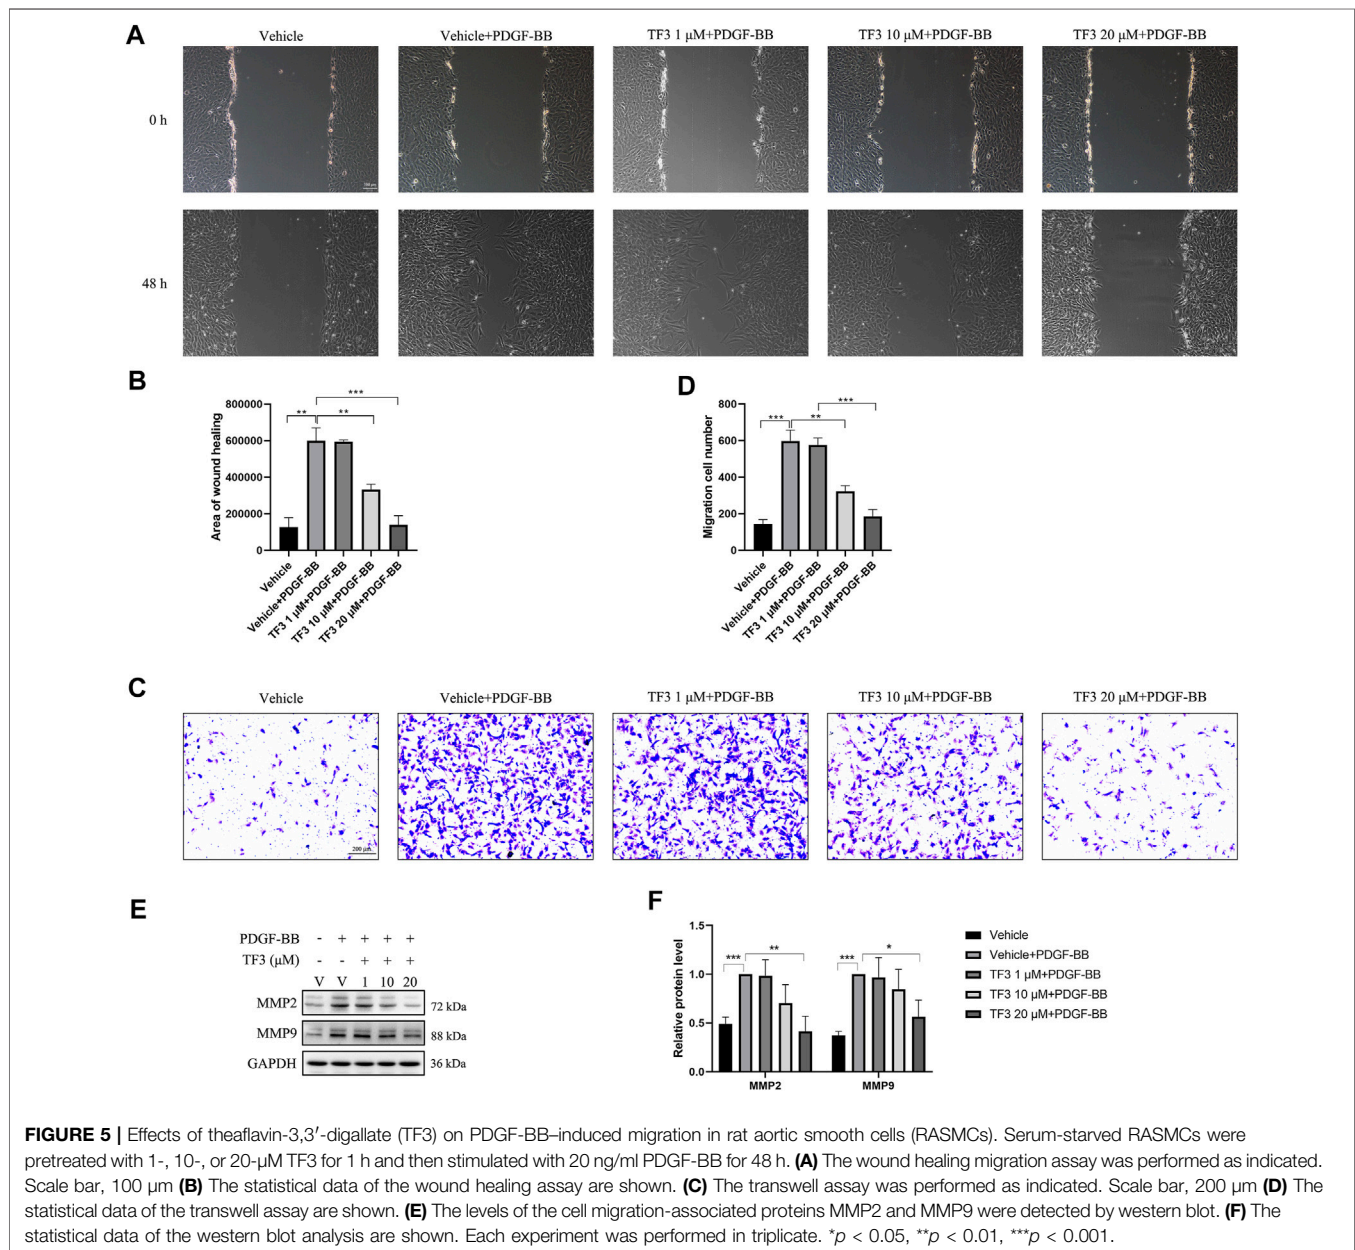 A
Vehicle
Vehicle+PDGF-BB
TF3 1 μM+PDGF-BB
TF3 10 μM+PDGF-BB
TF3 20 μM+PDGF-BB
0 h
48 h
B
Area of wound healing
800000
600000
400000
200000
0
**
**
***
Vehicle
Vehicle+PDGF-BB
TF3 1 μM+PDGF-BB
TF3 10 μM+PDGF-BB
TF3 20 μM+PDGF-BB
D
Migration cell number
800
600
400
200
0
***
**
***
Vehicle
Vehicle+PDGF-BB
TF3 1 μM+PDGF-BB
TF3 10 μM+PDGF-BB
TF3 20 μM+PDGF-BB
C
Vehicle
Vehicle+PDGF-BB
TF3 1 μM+PDGF-BB
TF3 10 μM+PDGF-BB
TF3 20 μM+PDGF-BB
200 μm
E
PDGF-BB - + + + +
TF3 (μM) - - + + +
V V 1 10 20
MMP2 72 kDa
MMP9 88 kDa
GAPDH 36 kDa
F
Relative protein level
1.5
1.0
0.5
0.0
***
**
***
*
MMP2
MMP9
Vehicle
Vehicle+PDGF-BB
TF3 1 μM+PDGF-BB
TF3 10 μM+PDGF-BB
TF3 20 μM+PDGF-BB
FIGURE 5 | Effects of theaflavin-3,3′-digallate (TF3) on PDGF-BB–induced migration in rat aortic smooth cells (RASMCs). Serum-starved RASMCs were
pretreated with 1-, 10-, or 20-μM TF3 for 1 h and then stimulated with 20 ng/ml PDGF-BB for 48 h. (A) The wound healing migration assay was performed as indicated.
Scale bar, 100 μm (B) The statistical data of the wound healing assay are shown. (C) The transwell assay was performed as indicated. Scale bar, 200 μm (D) The
statistical data of the transwell assay are shown. (E) The levels of the cell migration-associated proteins MMP2 and MMP9 were detected by western blot. (F) The
statistical data of the western blot analysis are shown. Each experiment was performed in triplicate. *p < 0.05, **p < 0.01, ***p < 0.001.